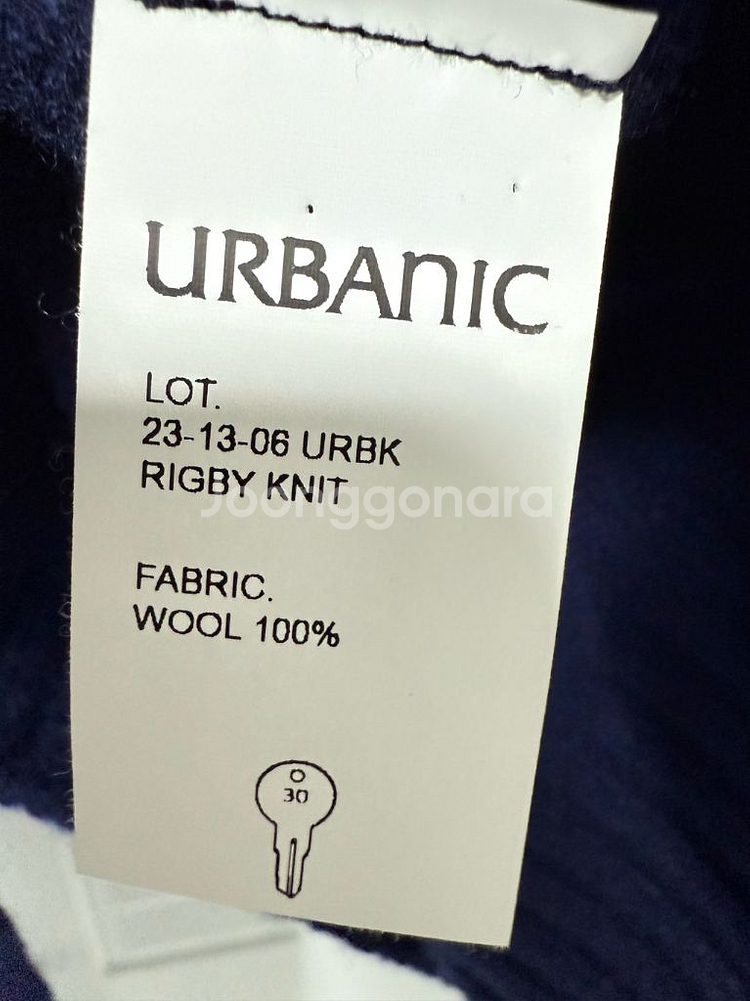 URBANIC
LOT.
23-13-06 URBK
RIGBY KNIT
Joonggonara
FABRIC.
WOOL 100%
30